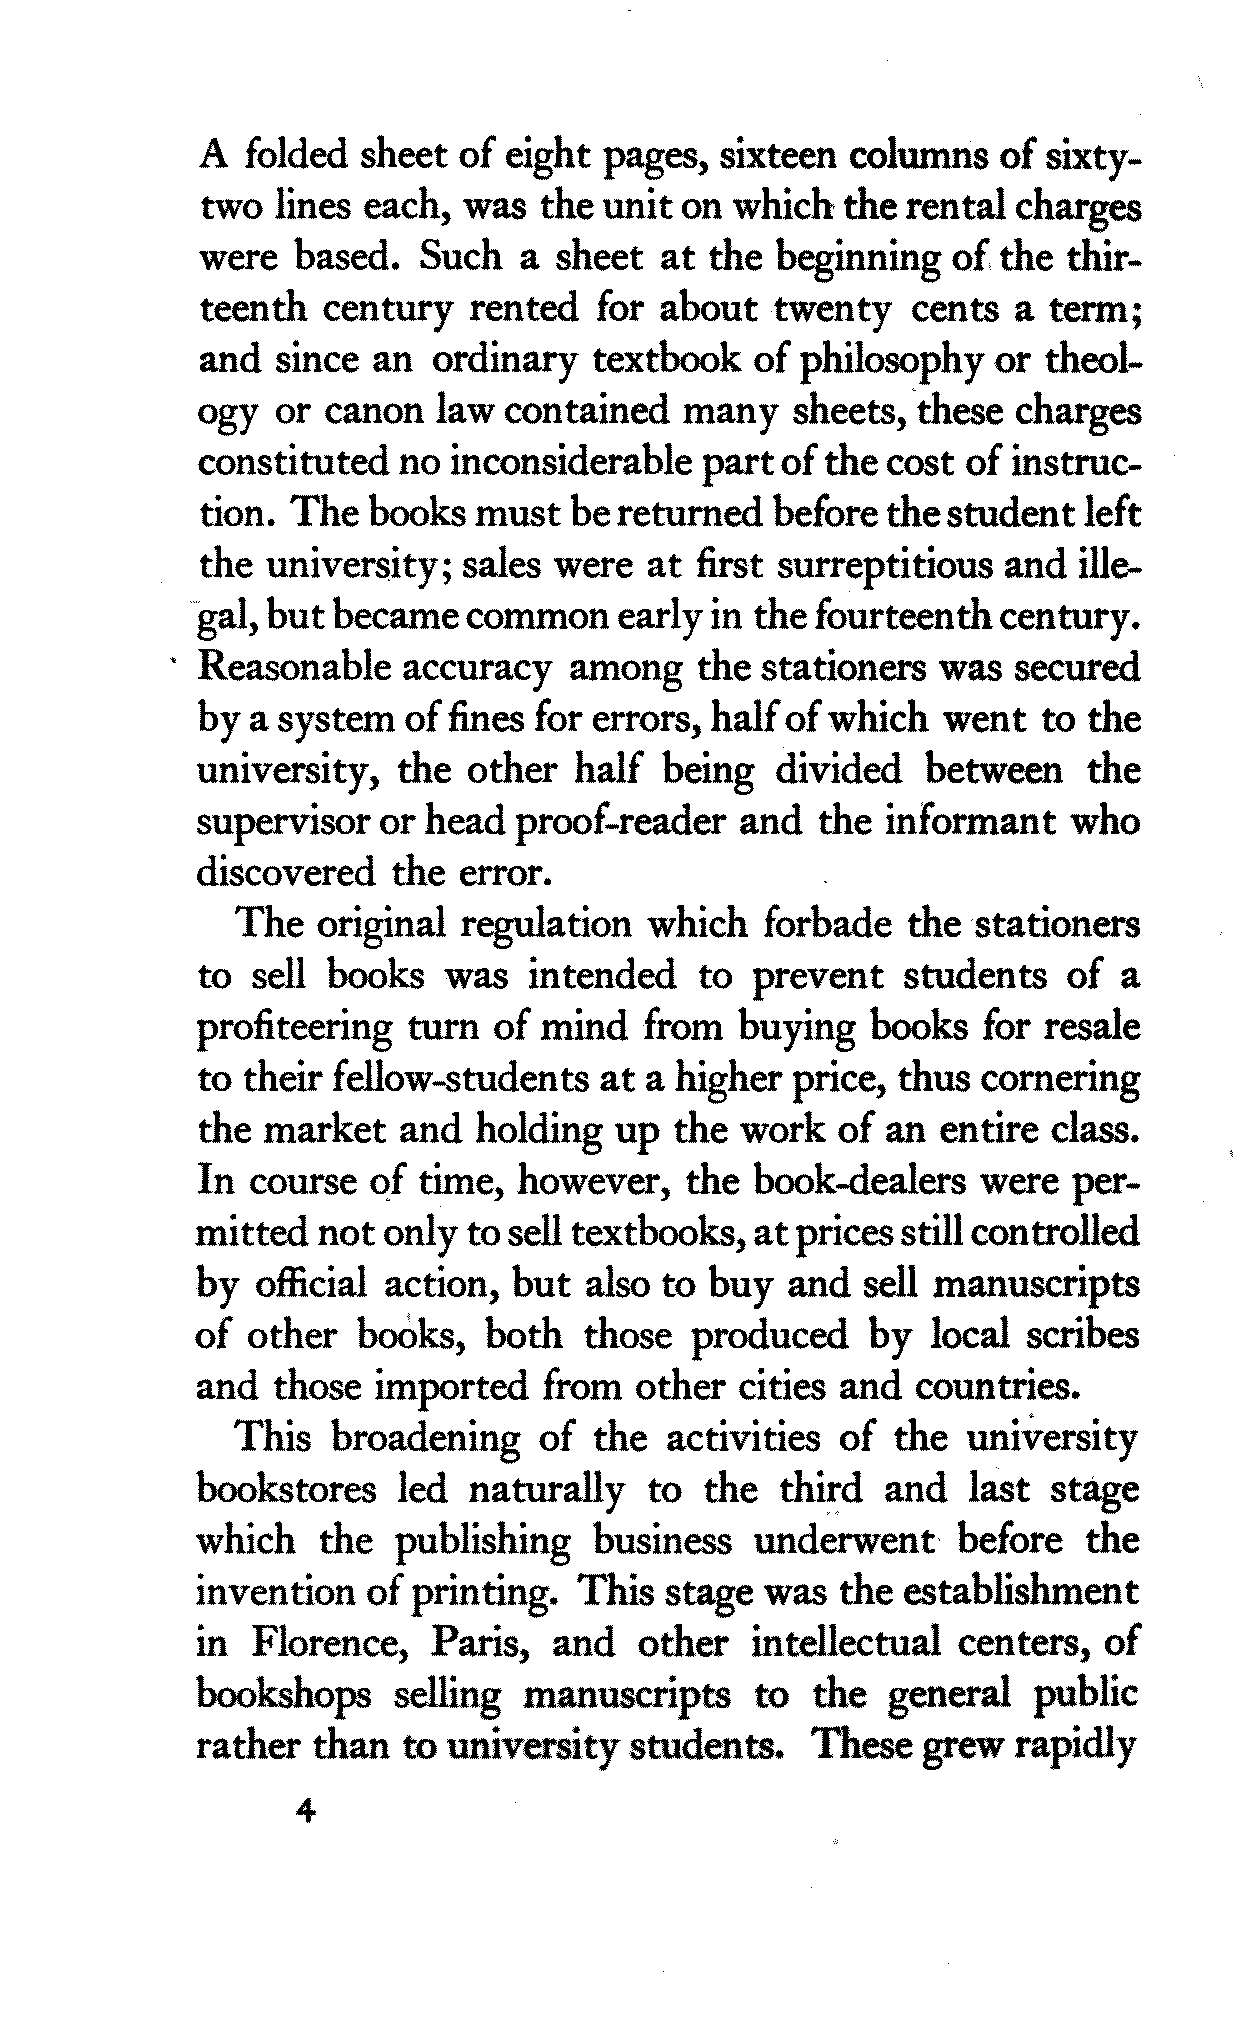 A folded sheet of eight pages, sixteen columns of sixty-
two lines each, was the unit on which the rental charges
were based. Such a sheet at the beginning of the thir-
teenth century rented for about twenty cents a term;
and since an ordinary textbook of philosophy or theol-
ogy or canon law contained many sheets, these charges
constituted no inconsiderable part of the cost of instruc-
tion. The books must be returned before the student left
the university; sales were at first surreptitious and ille-
gal, but became common early in the fourteenth century.
Reasonable accuracy among the stationers was secured
by a system of fines for errors, half of which went to the
university, the other half being divided between the
supervisor or head proof-reader and the informant who
discovered the error.
The original regulation which forbade the stationers
to sell books was intended to prevent students of a
profiteering turn of mind from buying books for resale
to their fellow-students at a higher price, thus cornering
the market and holding up the work of an entire class.
In course of time, however, the book-dealers were per-
mitted not only to sell textbooks, at prices still controlled
by official action, but also to buy and sell manuscripts
of other books, both those produced by local scribes
and those imported from other cities and countries.
This broadening of the activities of the university
bookstores led naturally to the third and last stage
which the publishing business underwent before the
invention of printing. This stage was the establishment
in Florence, Paris, and other intellectual centers, of
bookshops selling manuscripts to the general public
rather than to university students. These grew rapidly
4